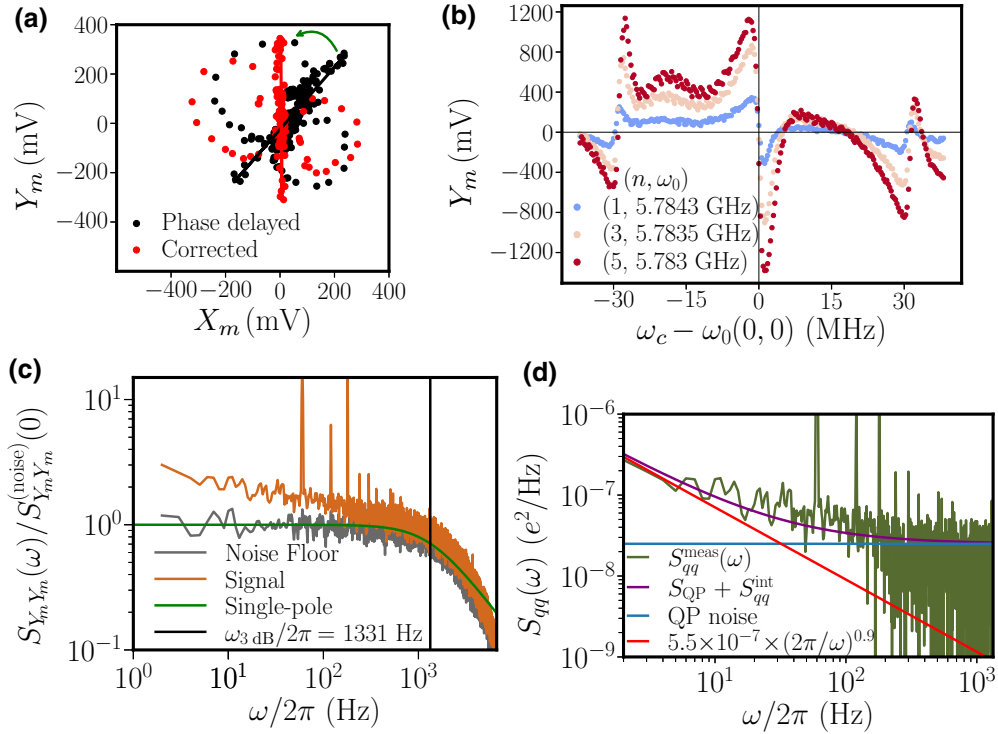 (a)
400
200
0
−200
−400
Y_m (mV)
−400
−200
0
200
400
X_m (mV)
Phase delayed
Corrected
(b)
1200
800
400
0
−400
−800
−1200
Y_m (mV)
−30
−15
0
15
30
ω_c − ω_0(0, 0) (MHz)
(n, ω_0)
(1, 5.7843 GHz)
(3, 5.7835 GHz)
(5, 5.783 GHz)
(c)
10^1
10^0
10^−1
S_{Y_m Y_m}(ω)/S^{(noise)}_{Y_m Y_m}(0)
10^0
10^1
10^2
10^3
ω/2π (Hz)
Noise Floor
Signal
Single-pole
ω_{3 dB}/2π = 1331 Hz
(d)
10^−6
10^−7
10^−8
10^−9
S_{qq}(ω) (e^2/Hz)
10^1
10^2
10^3
ω/2π (Hz)
S^{meas}_{qq}(ω)
S_{QP} + S^{int}_{qq}
QP noise
5.5×10^−7×(2π/ω)^{0.9}